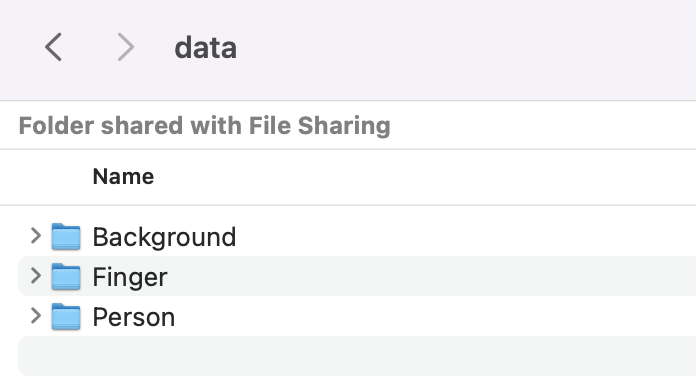 data
Folder shared with File Sharing
Name
Background
Finger
Person